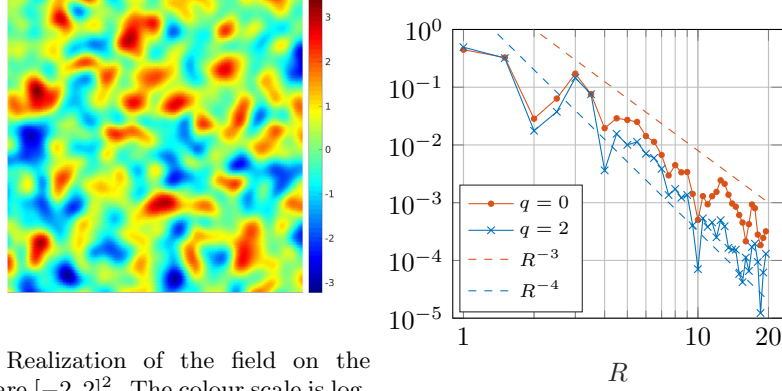 3
2
1
0
-1
-2
-3
10^0
10^{-1}
10^{-2}
10^{-3}
10^{-4}
10^{-5}
q = 0
q = 2
R^{-3}
R^{-4}
1
10
20
R
Realization of the field on the
[−2, 2]^2. The colour scale is log